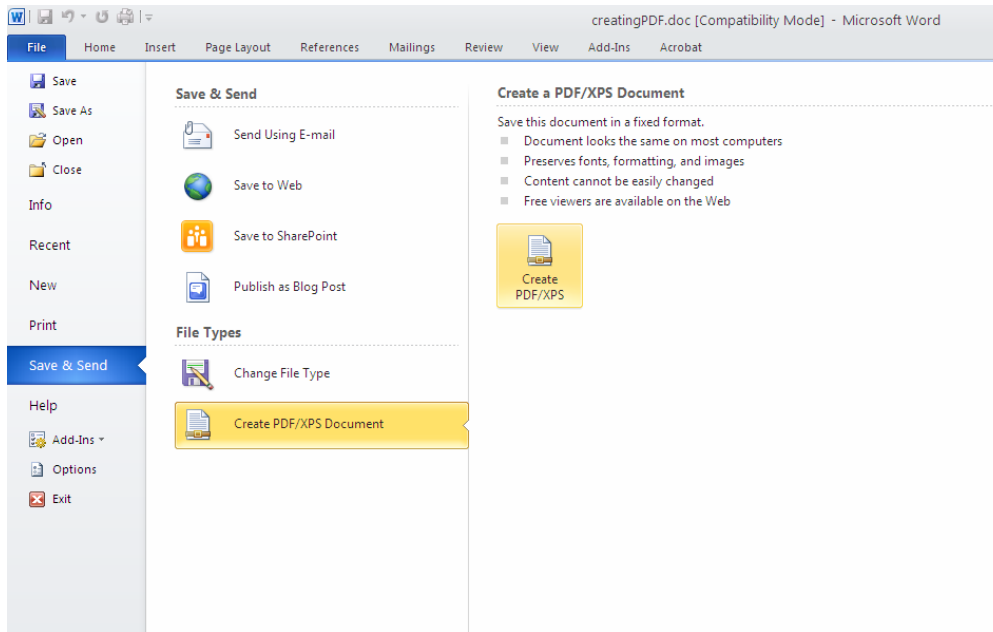 creatingPDF.doc [Compatibility Mode] - Microsoft Word
File Home Insert Page Layout References Mailings Review View Add-Ins Acrobat
Save
Save As
Open
Close
Info
Recent
New
Print
Save & Send
Help
Add-Ins
Options
Exit
Save & Send
Send Using E-mail
Save to Web
Save to SharePoint
Publish as Blog Post
File Types
Change File Type
Create PDF/XPS Document
Create a PDF/XPS Document
Save this document in a fixed format.
Document looks the same on most computers
Preserves fonts, formatting, and images
Content cannot be easily changed
Free viewers are available on the Web
Create
PDF/XPS